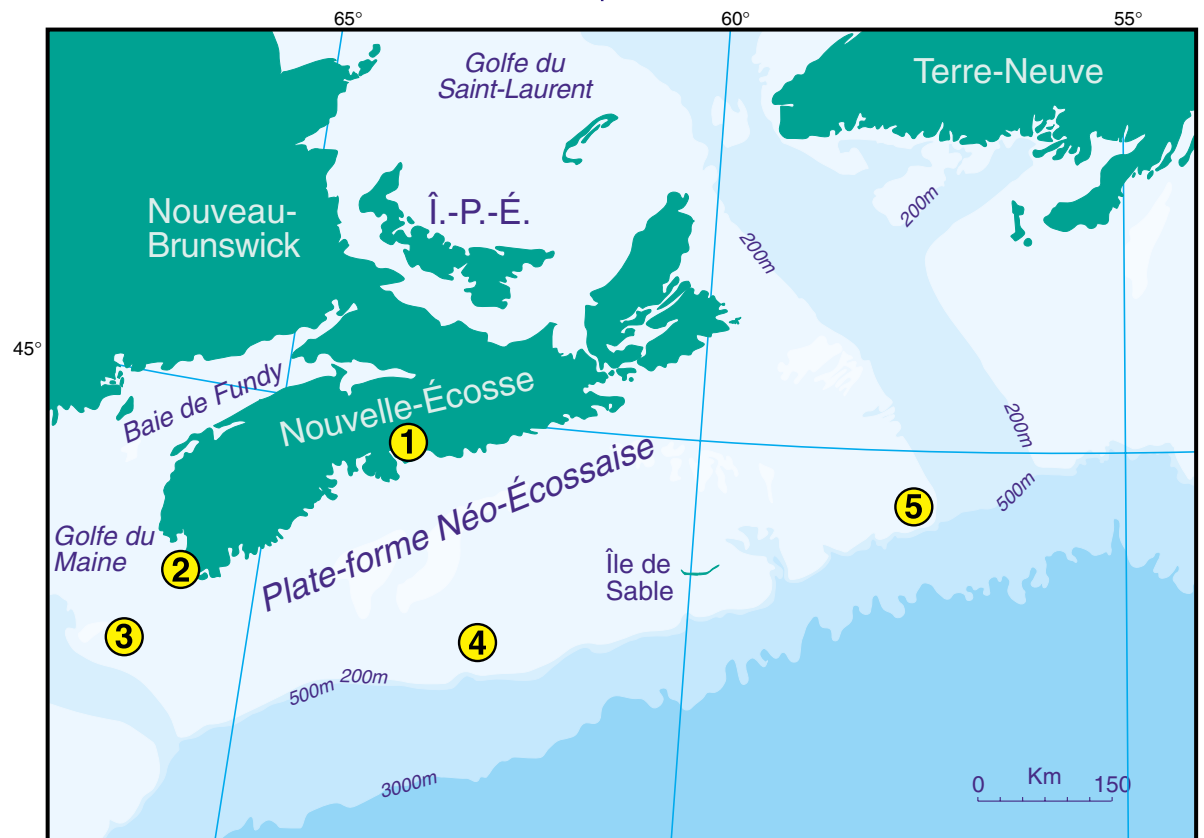 65°
60°
55°
Golfe du
Saint-Laurent
Terre-Neuve
Nouveau-
Brunswick
Î.-P.-É.
200m
200m
45°
Baie de Fundy
Nouvelle-Écosse
1
Plate-forme Néo-Écossaise
200m
500m
5
Golfe du
Maine
2
Île de
Sable
3
4
500m
200m
3000m
Km
0
150